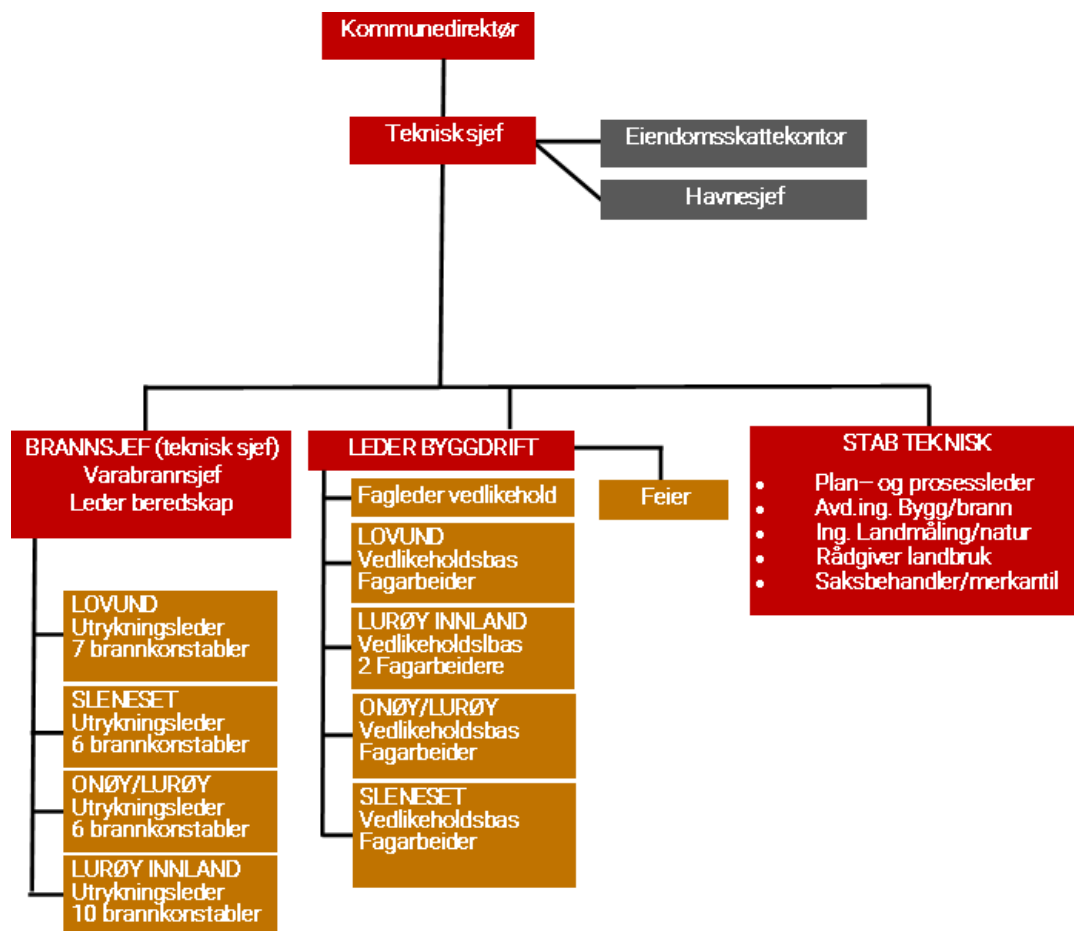 Kommunedirektør
Teknisk sjef
Eiendomsskattekontor
Havnesjef
BRANNSJEF (teknisk sjef)
Varabrannsjef
Leder beredskap
LOVUND
Utrykningsleder
7 brannkonstabler
SLENESET
Utrykningsleder
6 brannkonstabler
ONØY/LURØY
Utrykningsleder
6 brannkonstabler
LURØY INNLAND
Utrykningsleder
10 brannkonstabler
LEDER BYGGDRIFT
Fagleder vedlikehold
LOVUND
Vedlikeholdsbas
Fagarbeider
LURØY INNLAND
Vedlikeholdslbas
2 Fagarbeidere
ONØY/LURØY
Vedlikeholdsbas
Fagarbeider
SLENESET
Vedlikeholdsbas
Fagarbeider
Feier
STAB TEKNISK
• Plan– og prosessleder
• Avd.ing. Bygg/brann
• Ing. Landmåling/natur
• Rådgiver landbruk
• Saksbehandler/merkantil